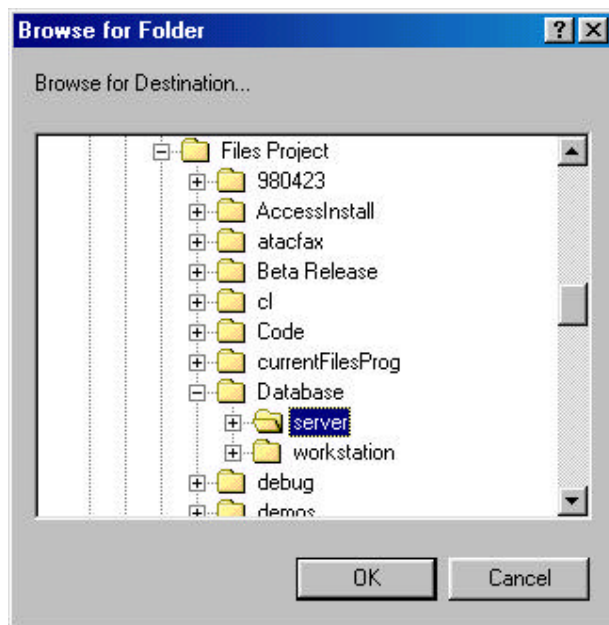 Browse for Folder
Browse for Destination...
Files Project
980423
AccessInstall
atacfax
Beta Release
cl
Code
currentFilesProg
Database
server
workstation
debug
demos
OK
Cancel